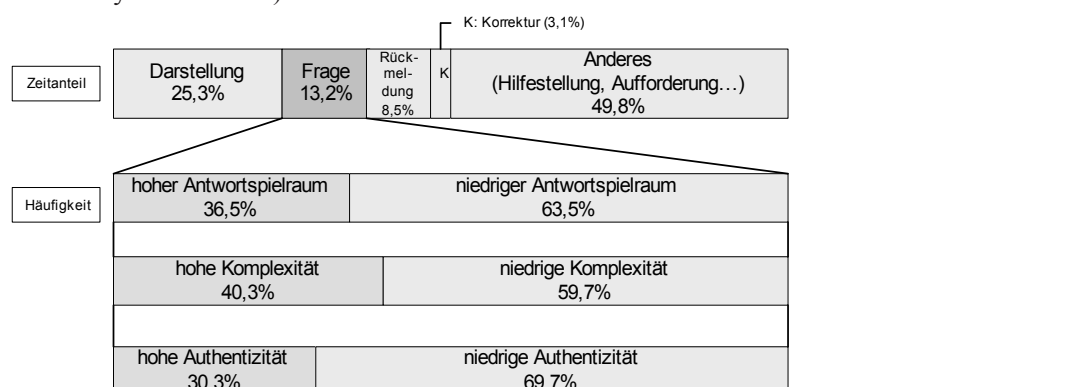 K: Korrektur (3,1%)
Zeitanteil
Darstellung
25,3%
Frage
13,2%
Rück-
mel-
dung
8,5%
K
Anderes
(Hilfestellung, Aufforderung…)
49,8%
Häufigkeit
hoher Antwortspielraum
36,5%
niedriger Antwortspielraum
63,5%
hohe Komplexität
40,3%
niedrige Komplexität
59,7%
hohe Authentizität
30,3%
niedrige Authentizität
69,7%